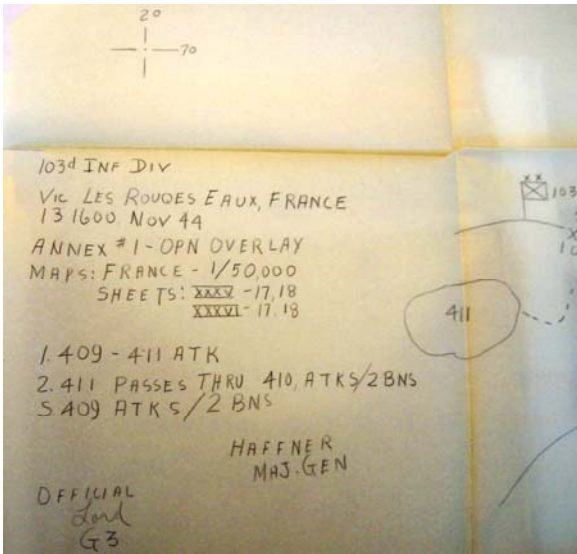 20
70
103d INF DIV
VIC LES ROUGES EAUX, FRANCE
13 1600 NOV 44
ANNEX #1 - OPN OVERLAY
MAPS: FRANCE - 1/50,000
SHEETS: XXXV - 17, 18
XXXVI - 17. 18
1. 409 - 411 ATK
2. 411 PASSES THRU 410, ATKS/2 BNS
3. 409 ATKS/2 BNS
HAFFNER
MAJ. GEN
OFFICIAL
Lord
G3
XX
103
411